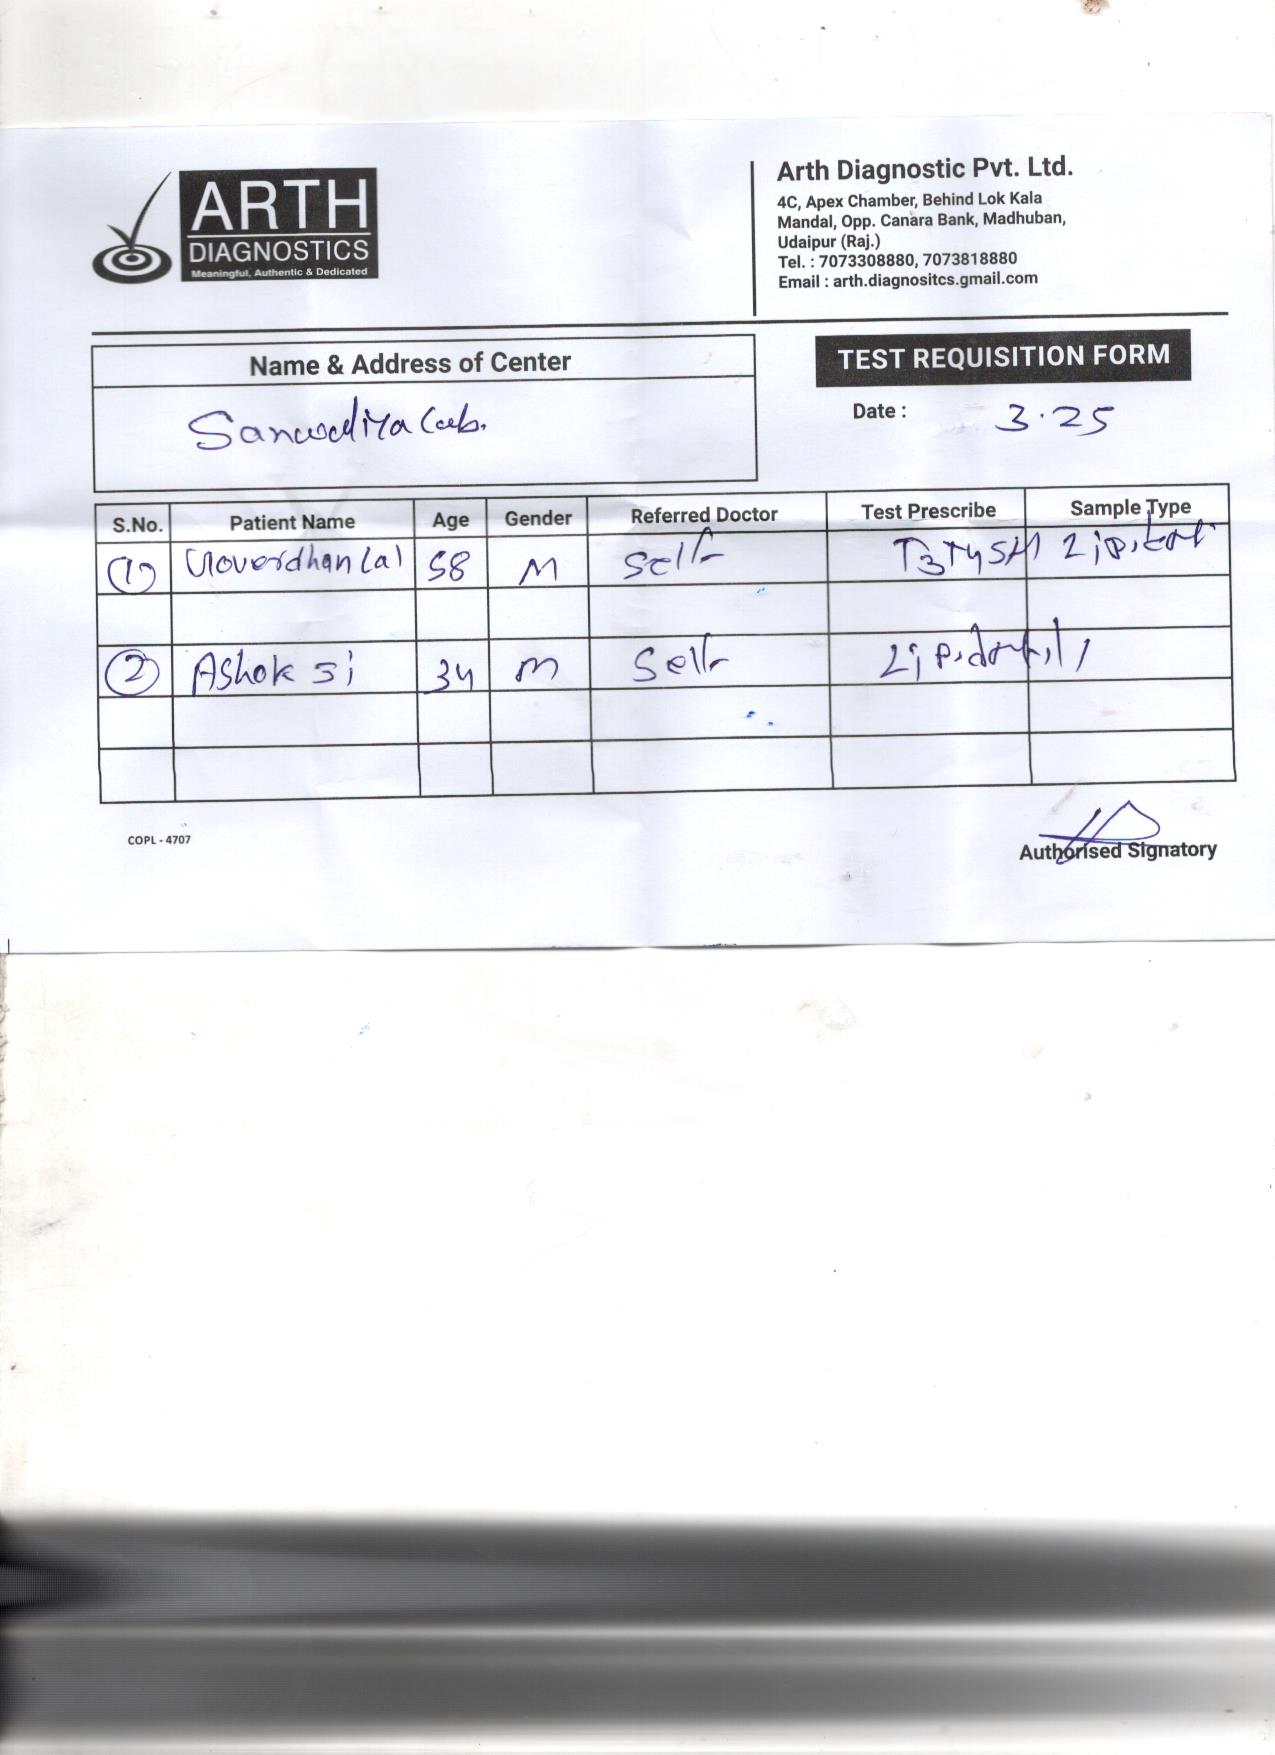 ARTH
DIAGNOSTICS
Meaningful, Authentic & Dedicated
Arth Diagnostic Pvt. Ltd.
4C, Apex Chamber, Behind Lok Kala
Mandal, Opp. Canara Bank, Madhuban,
Udaipur (Raj.)
Tel. : 7073308880, 7073818880
Email : arth.diagnositcs.gmail.com
Name & Address of Center
TEST REQUISITION FORM
Lab.
Date : 3.25
S.No. Patient Name Age Gender Referred Doctor Test Prescribe Sample Type
(1) Goverdhan lal 58 M Self T3T4SH
(2) Ashok Ji 34 M Self
COPL - 4707
Authorised Signatory